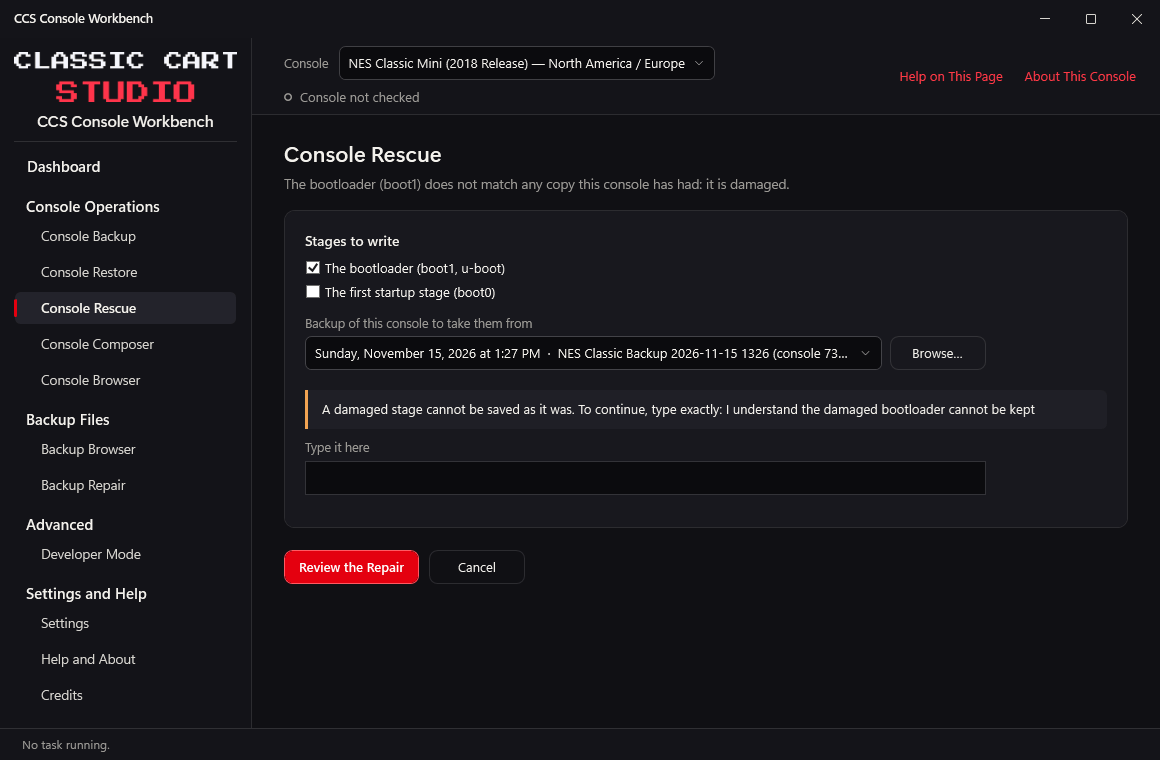 CCS Console Workbench
CLASSIC CART
STUDIO
CCS Console Workbench
Dashboard
Console Operations
Console Backup
Console Restore
Console Rescue
Console Composer
Console Browser
Backup Files
Backup Browser
Backup Repair
Advanced
Developer Mode
Settings and Help
Settings
Help and About
Credits
Console
NES Classic Mini (2018 Release) — North America / Europe
Console not checked
Help on This Page
About This Console
Console Rescue
The bootloader (boot1) does not match any copy this console has had: it is damaged.
Stages to write
The bootloader (boot1, u-boot)
The first startup stage (boot0)
Backup of this console to take them from
Sunday, November 15, 2026 at 1:27 PM · NES Classic Backup 2026-11-15 1326 (console 73...
Browse...
A damaged stage cannot be saved as it was. To continue, type exactly: I understand the damaged bootloader cannot be kept
Type it here
Review the Repair
Cancel
No task running.